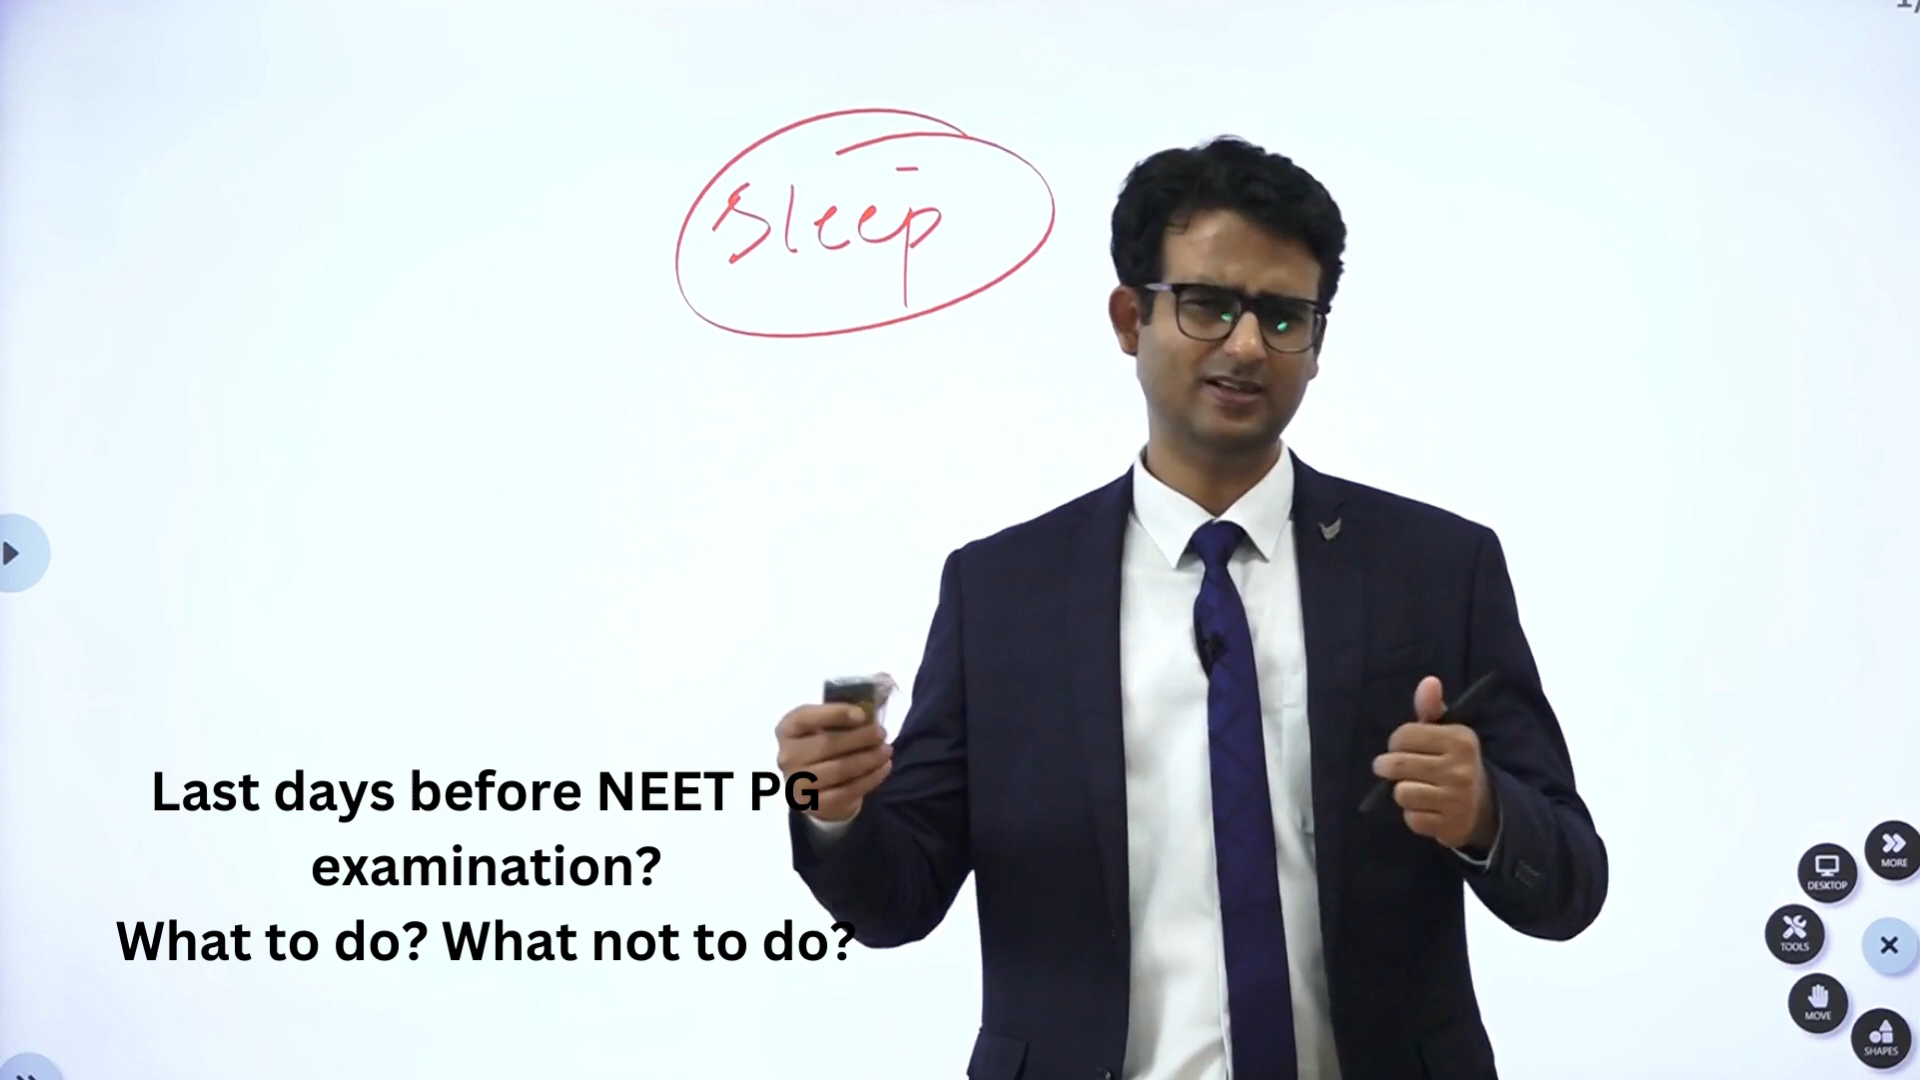 sleep
Last days before NEET PG
examination?
What to do? What not to do?
MORE
DESKTOP
TOOLS
MOVE
SHAPES